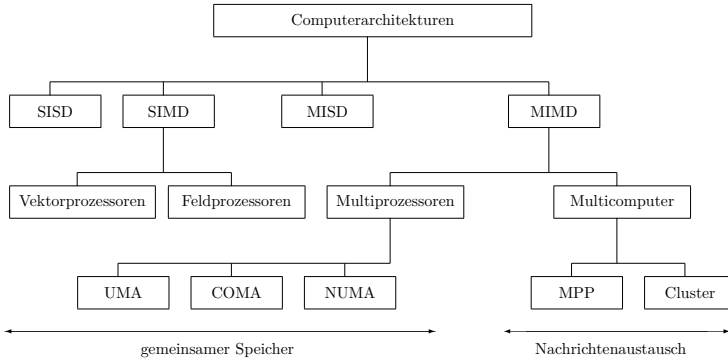 Computerarchitekturen
SISD SIMD MISD MIMD
Vektorprozessoren Feldprozessoren Multiprozessoren Multicomputer
UMA COMA NUMA MPP Cluster
gemeinsamer Speicher Nachrichtenaustausch